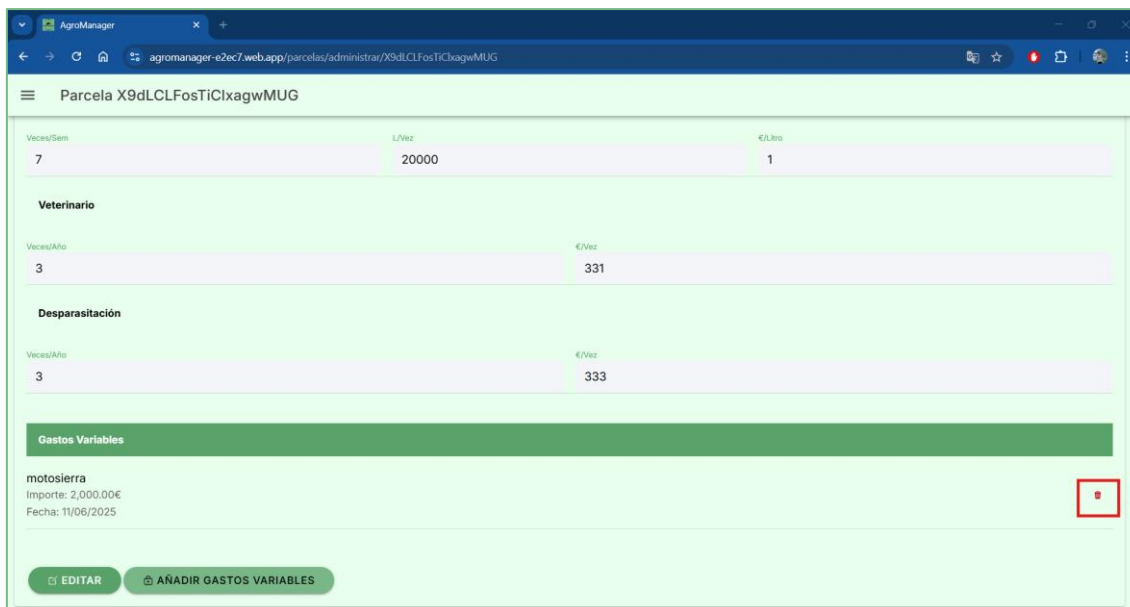 AgroManager
agromanager-e2ec7.web.app/parcelas/administrar/X9dLCLFosTiClxagwMUG
Parcela X9dLCLFosTiClxagwMUG
Veces/Sem L/Vez €/Litro
7 20000 1
Veterinario
Veces/Año €/Vez
3 331
Desparasitación
Veces/Año €/Vez
3 333
Gastos Variables
motosierra
Importe: 2,000.00€
Fecha: 11/06/2025
EDITAR AÑADIR GASTOS VARIABLES